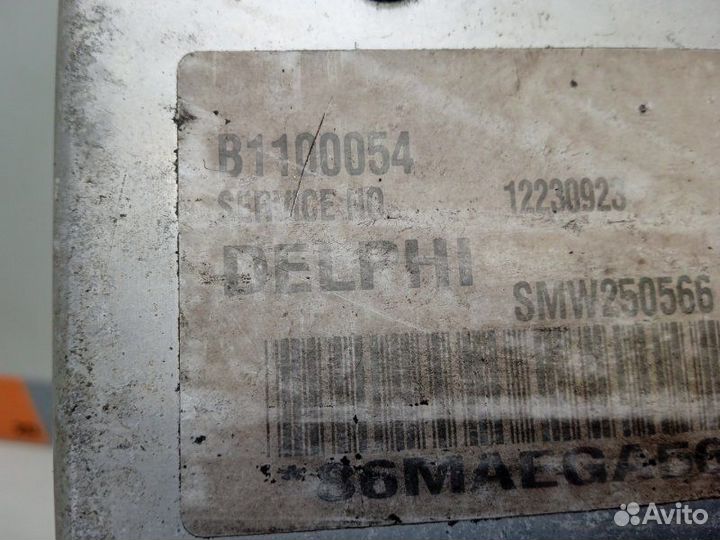 B1100054
SERVICE NO 12230923
DELPHI
SMW250566
Avito